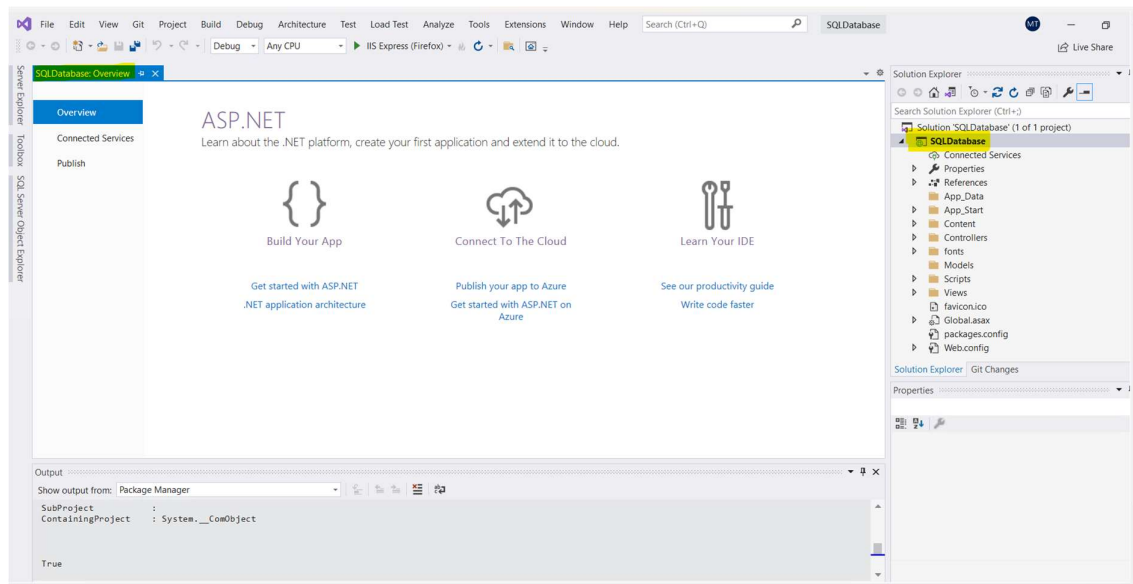 File Edit View Git Project Build Debug Architecture Test Load Test Analyze Tools Extensions Window Help Search (Ctrl+Q) SQLDatabase MT
Debug Any CPU IIS Express (Firefox) Live Share
Server Explorer
Toolbox
SQL Server Object Explorer
SQLDatabase: Overview
Overview
Connected Services
Publish
ASP.NET
Learn about the .NET platform, create your first application and extend it to the cloud.
Build Your App
Get started with ASP.NET
.NET application architecture
Connect To The Cloud
Publish your app to Azure
Get started with ASP.NET on
Azure
Learn Your IDE
See our productivity guide
Write code faster
Solution Explorer
Search Solution Explorer (Ctrl+;)
Solution 'SQLDatabase' (1 of 1 project)
SQLDatabase
Connected Services
Properties
References
App_Data
App_Start
Content
Controllers
fonts
Models
Scripts
Views
favicon.ico
Global.asax
packages.config
Web.config
Solution Explorer Git Changes
Properties
Output
Show output from: Package Manager
SubProject :
ContainingProject : System.__ComObject
True